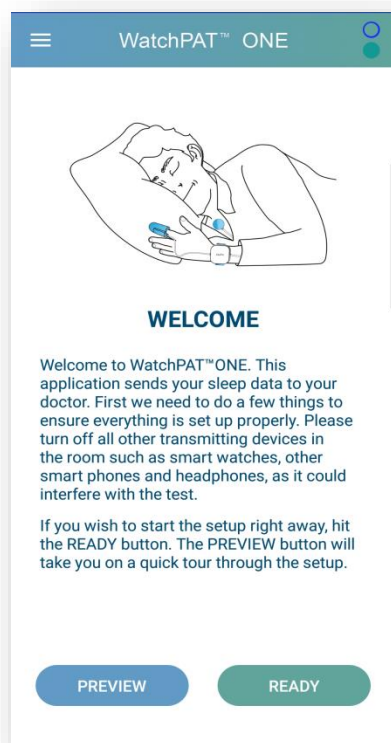 WatchPAT™ ONE
WELCOME
Welcome to WatchPAT™ONE. This
application sends your sleep data to your
doctor. First we need to do a few things to
ensure everything is set up properly. Please
turn off all other transmitting devices in
the room such as smart watches, other
smart phones and headphones, as it could
interfere with the test.
If you wish to start the setup right away, hit
the READY button. The PREVIEW button will
take you on a quick tour through the setup.
PREVIEW READY